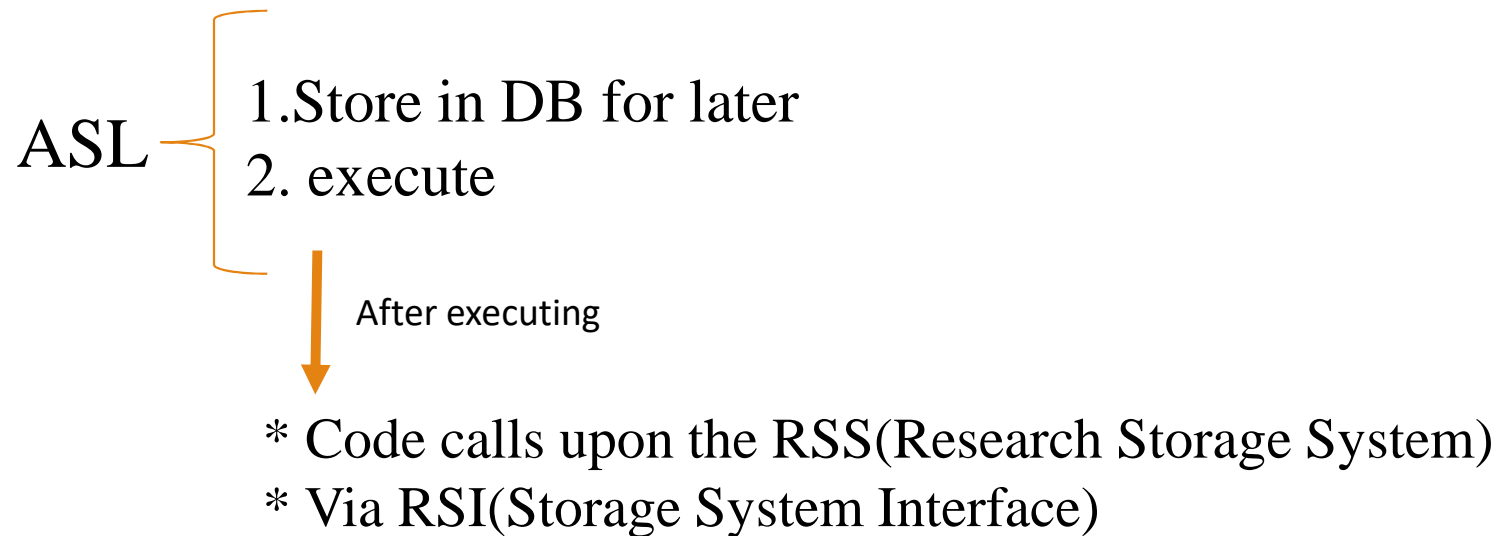 ASL
1.Store in DB for later
2. execute
After executing
* Code calls upon the RSS(Research Storage System)
* Via RSI(Storage System Interface)